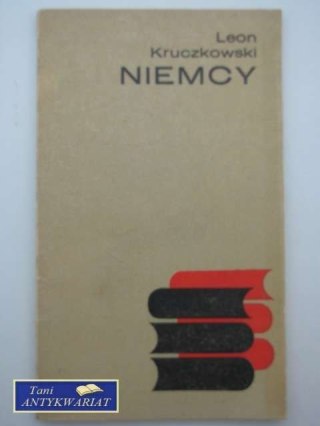 Leon
Kruczkowski
NIEMCY
Tani
ANTYKWARIAT